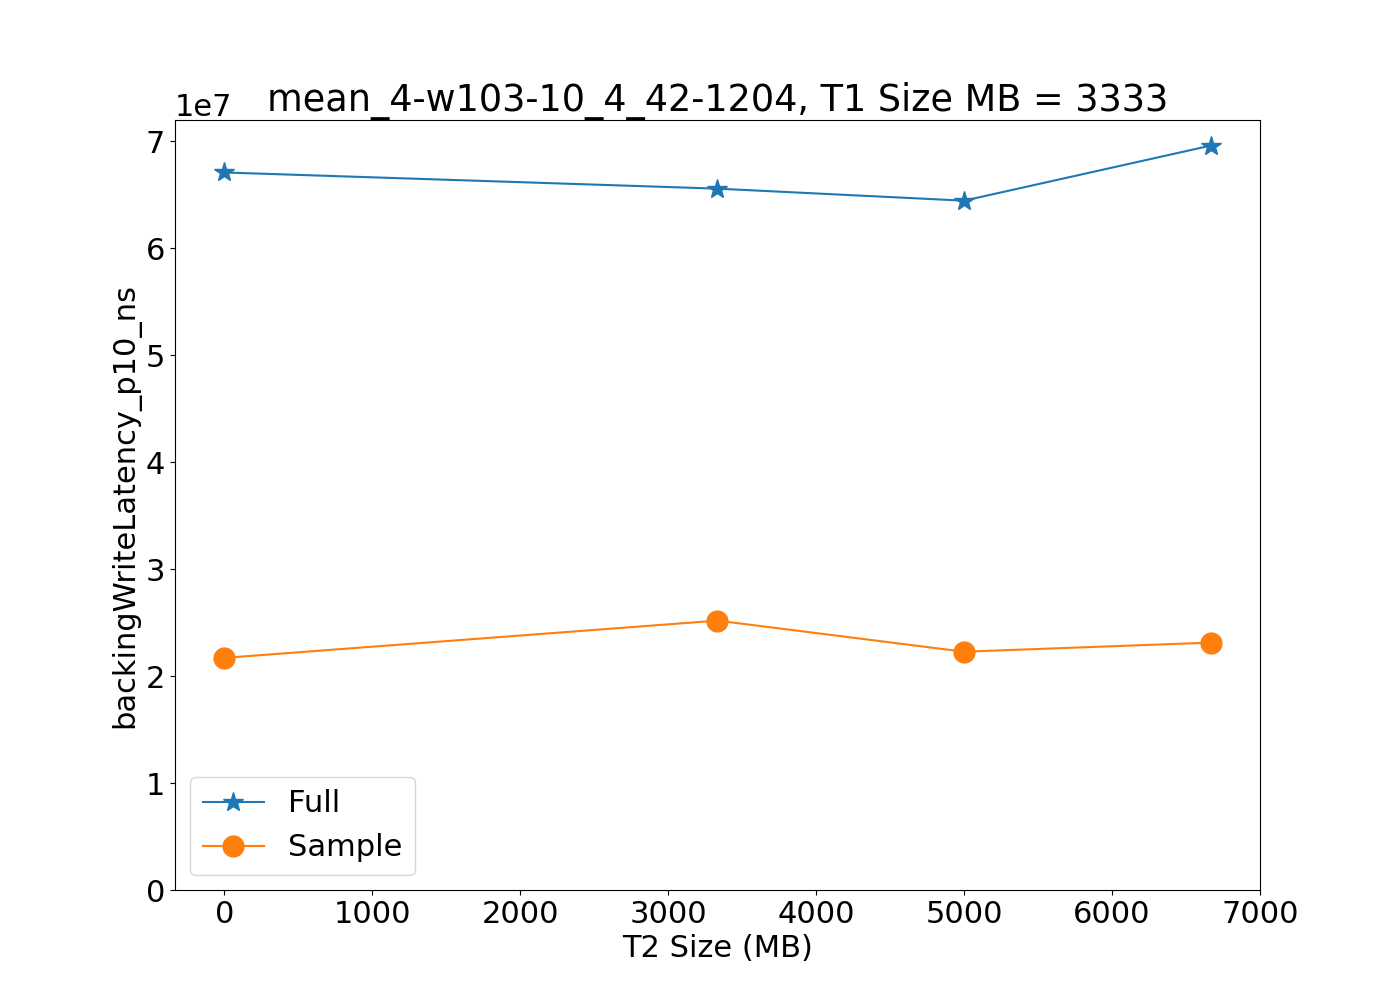 1e7
mean_4-w103-10_4_42-1204, T1 Size MB = 3333
7
6
5
4
3
2
1
0
backingWriteLatency_p10_ns
Full
Sample
0 1000 2000 3000 4000 5000 6000 7000
T2 Size (MB)